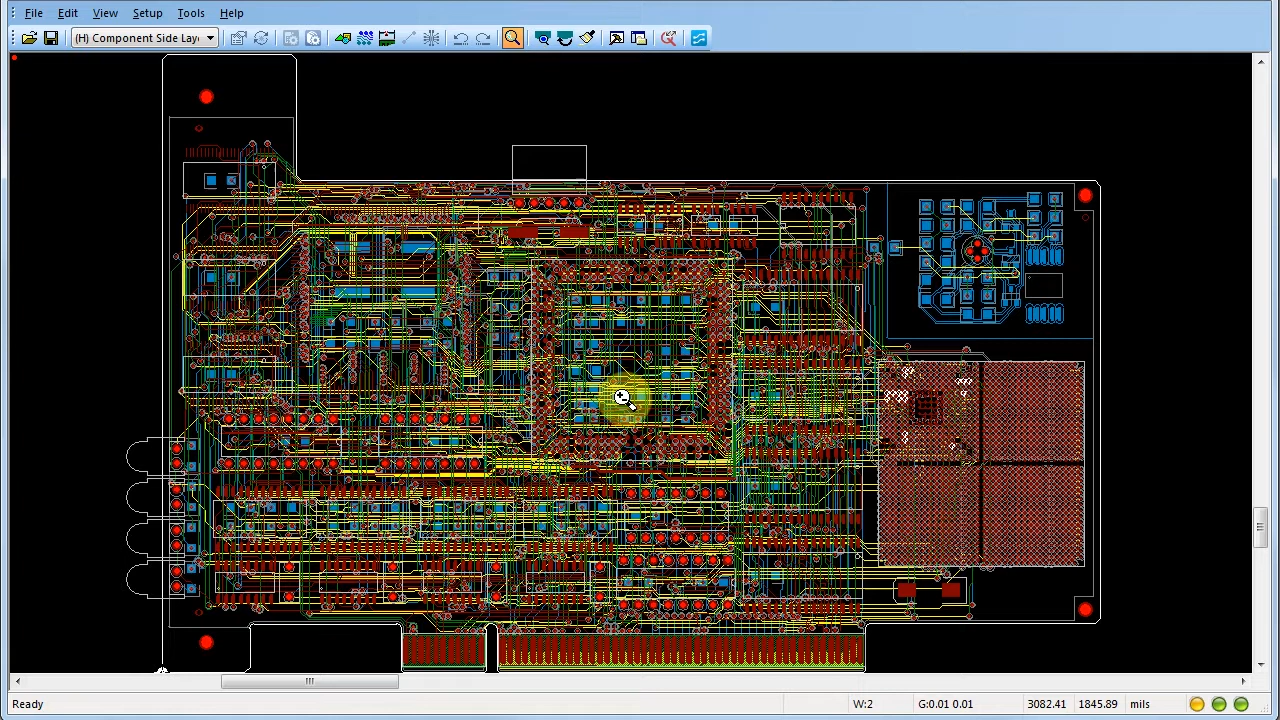 File Edit View Setup Tools Help
(H) Component Side Lay
Ready W:2 G:0.01 0.01 3082.41 1845.89 mils